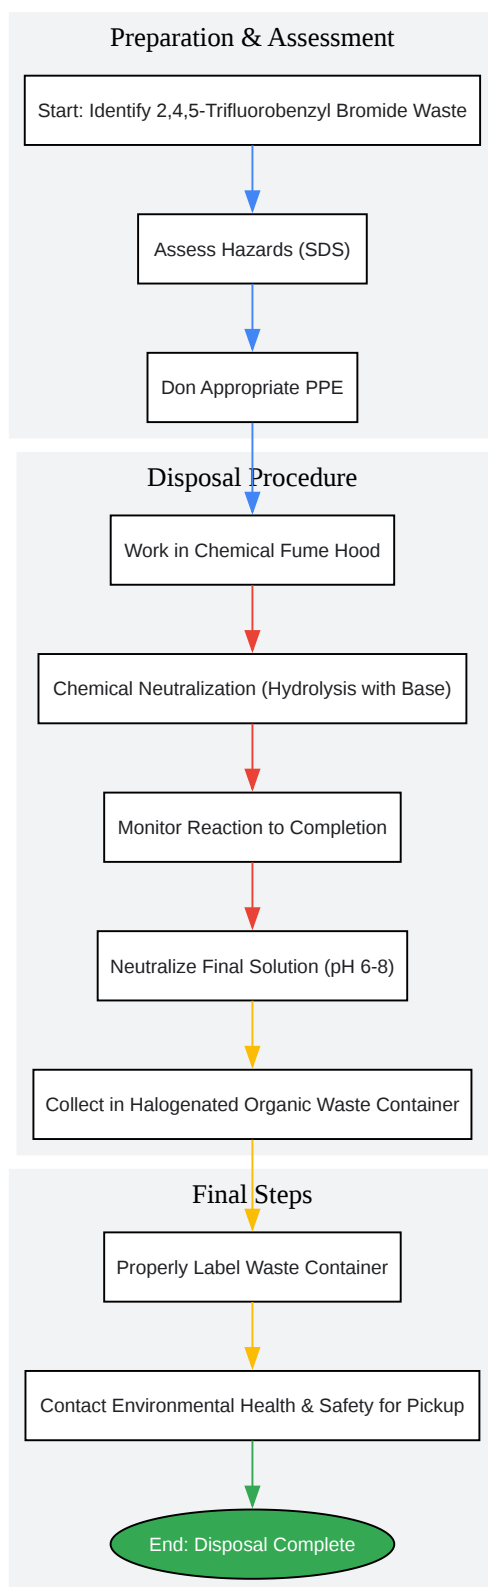 Preparation & Assessment
Start: Identify 2,4,5-Trifluorobenzyl Bromide Waste
Assess Hazards (SDS)
Don Appropriate PPE
Disposal Procedure
Work in Chemical Fume Hood
Chemical Neutralization (Hydrolysis with Base)
Monitor Reaction to Completion
Neutralize Final Solution (pH 6-8)
Collect in Halogenated Organic Waste Container
Final Steps
Properly Label Waste Container
Contact Environmental Health & Safety for Pickup
End: Disposal Complete